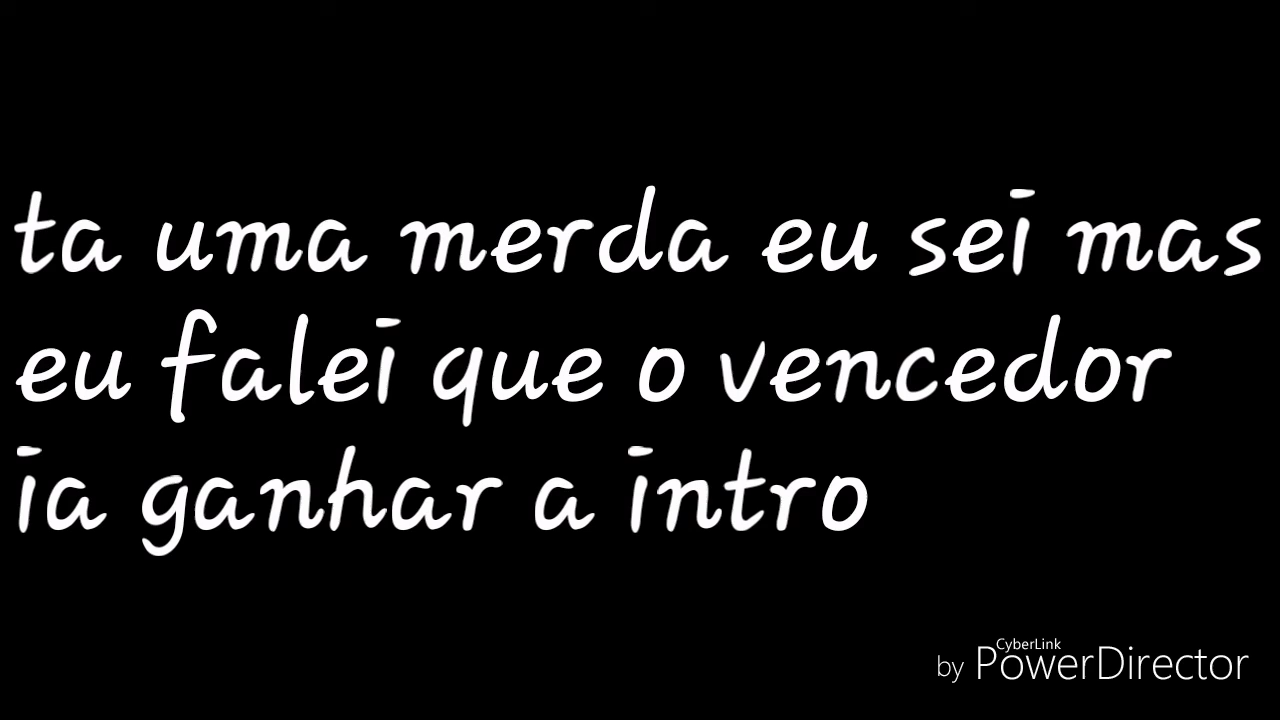 ta uma merda eu sei mas
eu falei que o vencedor
ia ganhar a intro
CyberLink
by PowerDirector